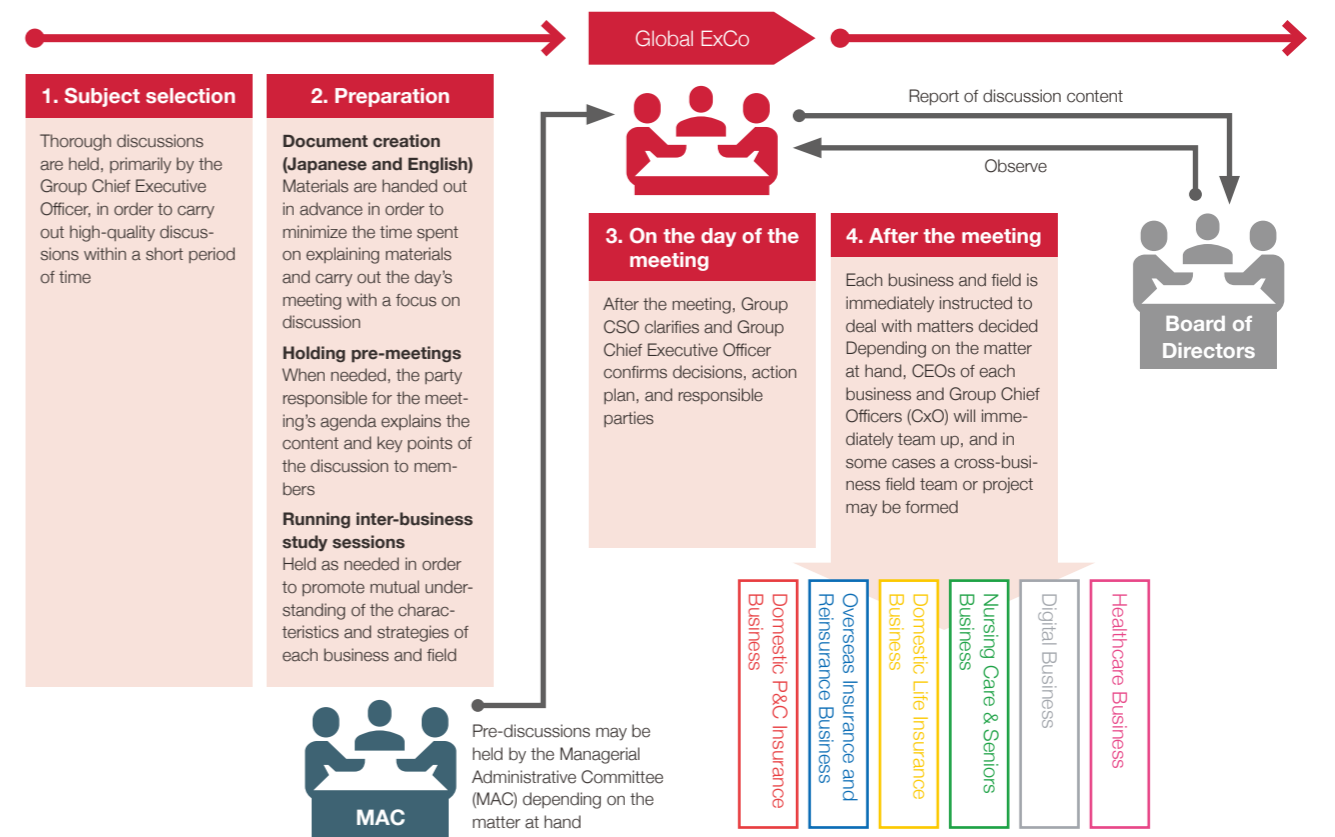 Global ExCo
1. Subject selection
Thorough discussions
are held, primarily by the
Group Chief Executive
Officer, in order to carry
out high-quality discus-
sions within a short period
of time
2. Preparation
Document creation
(Japanese and English)
Materials are handed out
in advance in order to
minimize the time spent
on explaining materials
and carry out the day's
meeting with a focus on
discussion
Holding pre-meetings
When needed, the party
responsible for the meet-
ing's agenda explains the
content and key points of
the discussion to mem-
bers
Running inter-business
study sessions
Held as needed in order
to promote mutual under-
standing of the charac-
teristics and strategies of
each business and field
MAC
Pre-discussions may be
held by the Managerial
Administrative Committee
(MAC) depending on the
matter at hand
Report of discussion content
Observe
Board of
Directors
3. On the day of the
meeting
After the meeting, Group
CSO clarifies and Group
Chief Executive Officer
confirms decisions, action
plan, and responsible
parties
4. After the meeting
Each business and field is
immediately instructed to
deal with matters decided
Depending on the matter
at hand, CEOs of each
business and Group Chief
Officers (CxO) will imme-
diately team up, and in
some cases a cross-busi-
ness field team or project
may be formed
Domestic P&C Insurance
Business
Overseas Insurance and
Reinsurance Business
Domestic Life Insurance
Business
Nursing Care & Seniors
Business
Digital Business
Healthcare Business